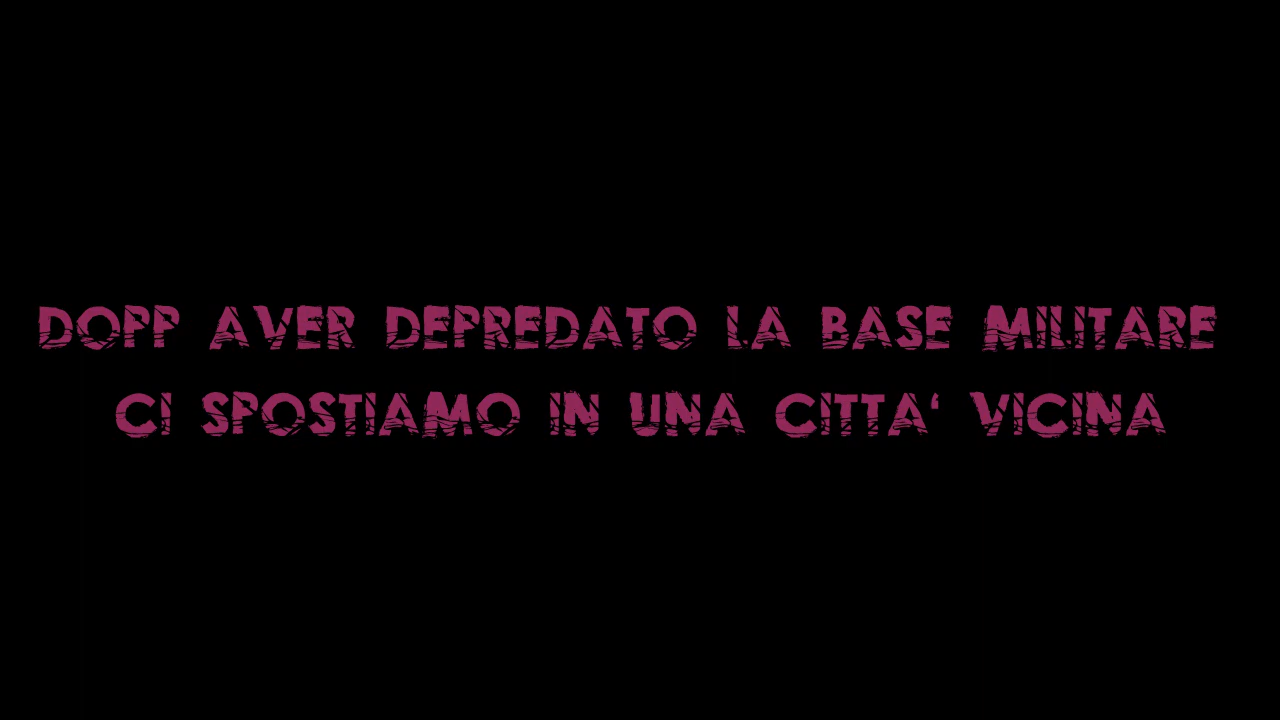 DOPP AVER DEPREDATO LA BASE MILITARE
CI SPOSTIAMO IN UNA CITTA‘ VICINA